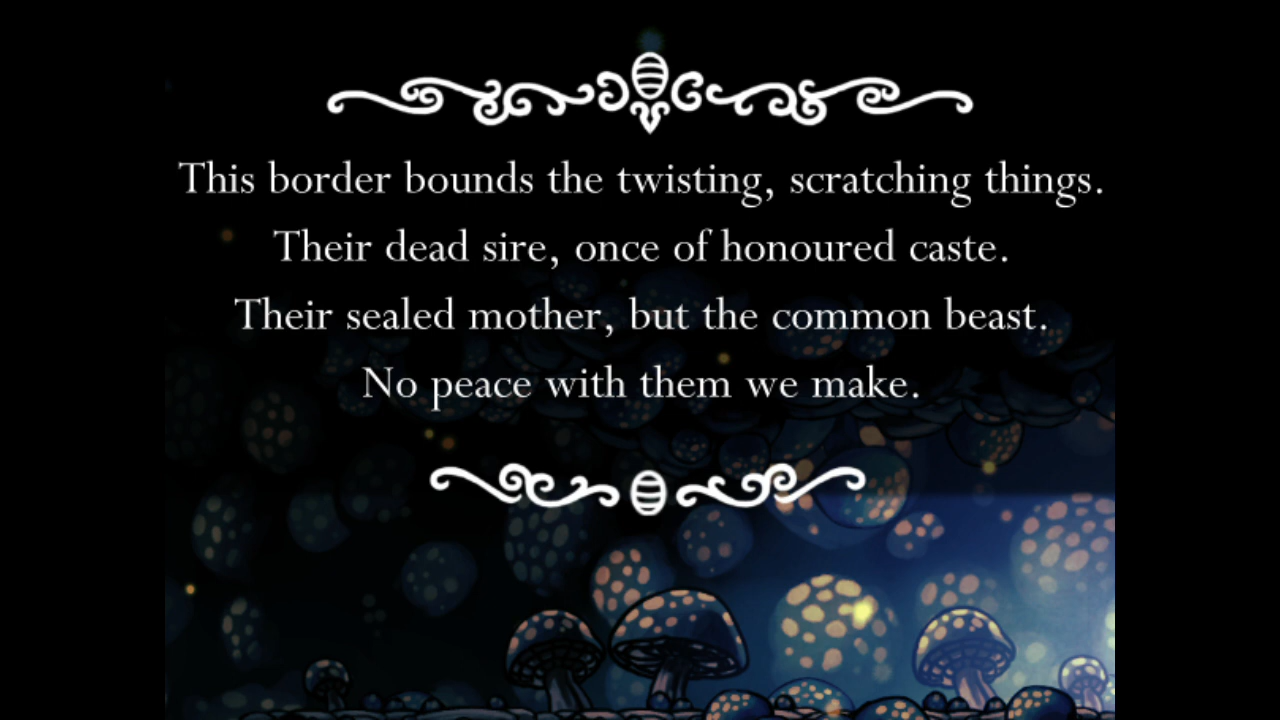 This border bounds the twisting, scratching things.
Their dead sire, once of honoured caste.
Their sealed mother, but the common beast.
No peace with them we make.